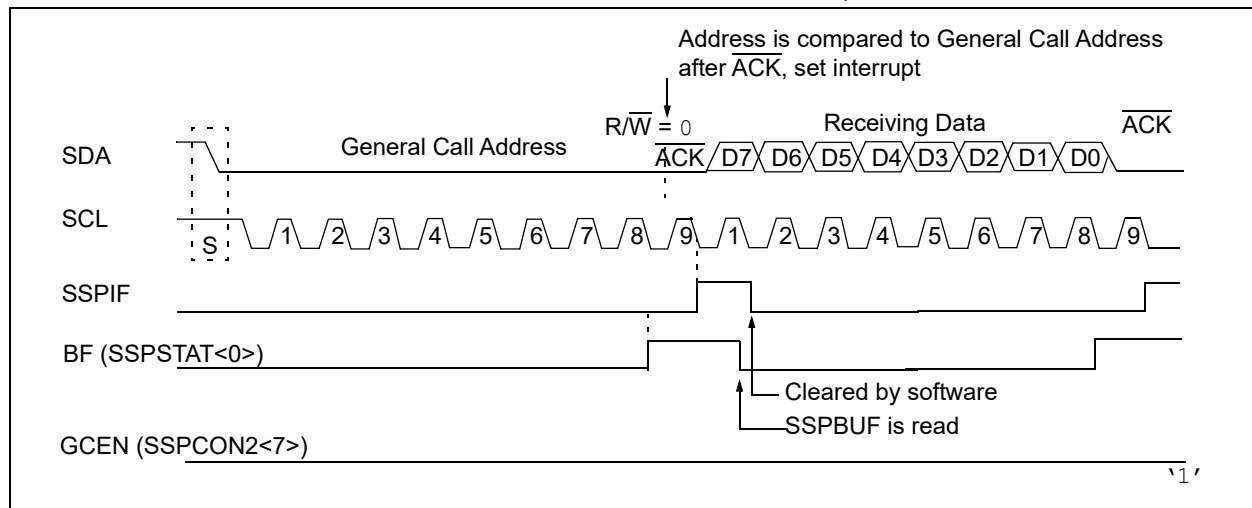 Address is compared to General Call Address
after ACK, set interrupt
R/W = 0
Receiving Data
ACK
SDA
General Call Address
ACK
D7 D6 D5 D4 D3 D2 D1 D0
SCL
S
1 2 3 4 5 6 7 8 9 1 2 3 4 5 6 7 8 9
SSPIF
BF (SSPSTAT<0>)
Cleared by software
SSPBUF is read
GCEN (SSPCON2<7>)
‘1’